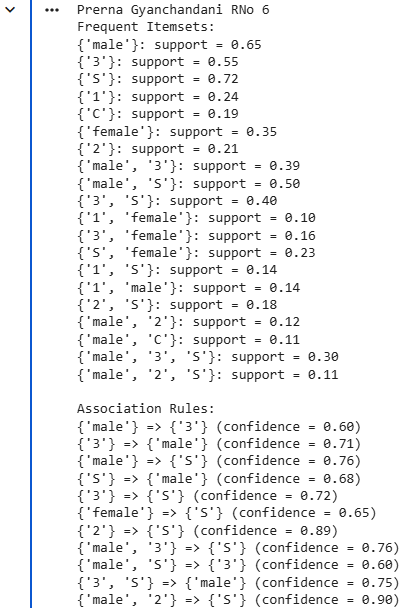 Prerna Gyanchandani RNo 6
Frequent Itemsets:
{'male'}: support = 0.65
{'3'}: support = 0.55
{'S'}: support = 0.72
{'1'}: support = 0.24
{'C'}: support = 0.19
{'female'}: support = 0.35
{'2'}: support = 0.21
{'male', '3'}: support = 0.39
{'male', 'S'}: support = 0.50
{'3', 'S'}: support = 0.40
{'1', 'female'}: support = 0.10
{'3', 'female'}: support = 0.16
{'S', 'female'}: support = 0.23
{'1', 'S'}: support = 0.14
{'1', 'male'}: support = 0.14
{'2', 'S'}: support = 0.18
{'male', '2'}: support = 0.12
{'male', 'C'}: support = 0.11
{'male', '3', 'S'}: support = 0.30
{'male', '2', 'S'}: support = 0.11
Association Rules:
{'male'} => {'3'} (confidence = 0.60)
{'3'} => {'male'} (confidence = 0.71)
{'male'} => {'S'} (confidence = 0.76)
{'S'} => {'male'} (confidence = 0.68)
{'3'} => {'S'} (confidence = 0.72)
{'female'} => {'S'} (confidence = 0.65)
{'2'} => {'S'} (confidence = 0.89)
{'male', '3'} => {'S'} (confidence = 0.76)
{'male', 'S'} => {'3'} (confidence = 0.60)
{'3', 'S'} => {'male'} (confidence = 0.75)
{'male', '2'} => {'S'} (confidence = 0.90)